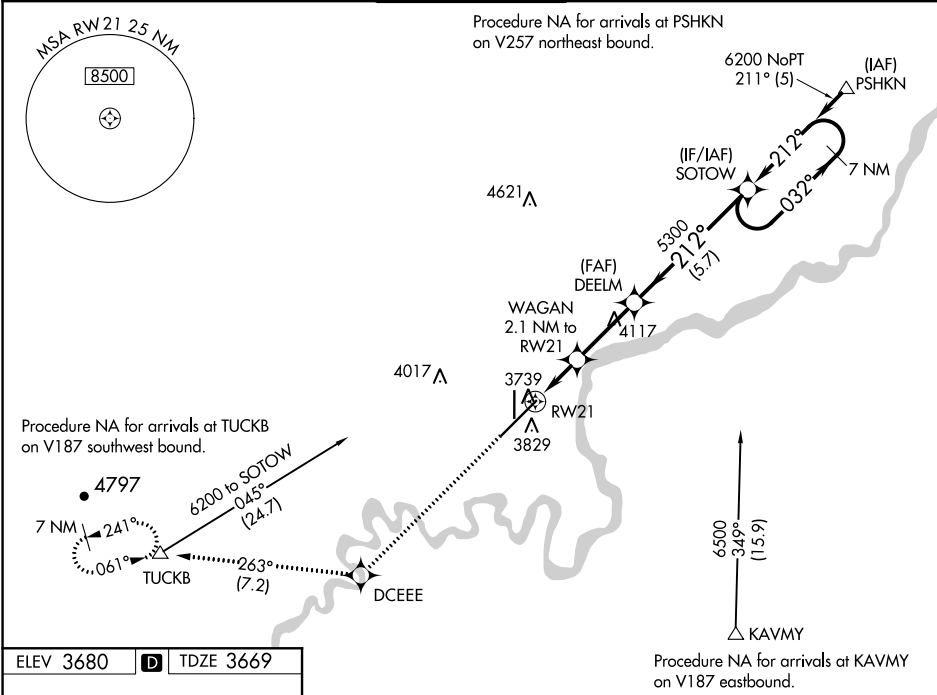 MSA RW21 25 NM
8500
Procedure NA for arrivals at PSHKN
on V257 northeast bound.
6200 NoPT
211° (5)
(IAF)
PSHKN
(IF/IAF)
SOTOW
212°
032°
7 NM
4621
5300
212°
(5.7)
(FAF)
DEELM
WAGAN
2.1 NM to
RW21
4117
4017
3739
RW21
3829
Procedure NA for arrivals at TUCKB
on V187 southwest bound.
4797
6200 to SOTOW
045°
(24.7)
7 NM
241°
061°
TUCKB
263°
(7.2)
DCEEE
6500
349°
(15.9)
KAVMY
Procedure NA for arrivals at KAVMY
on V187 eastbound.
ELEV 3680 D TDZE 3669